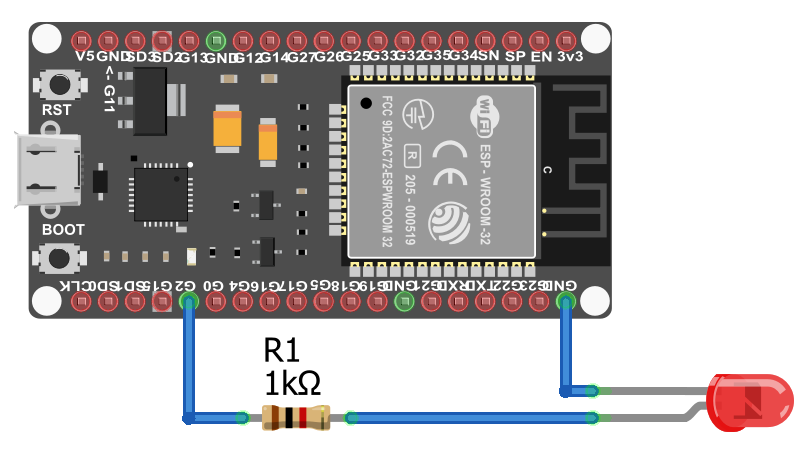 V5 GND SD3 SD2 G13 GND G12 G14 G27 G26 G25 G33 G32 G35 G34 SN SP EN 3v3
<- G11
RST
FCC 9D:2AC72-ESPWROOM 32
R
205 - 000519
CE
Wi Fi
ESP - WROOM -32
C
BOOT
CLK SD0 SD1 G15 G2 G0 G4 G16 G17 G5 G18 G19 GND G21 RXD TXD G22 G23 GND
R1
1kΩ